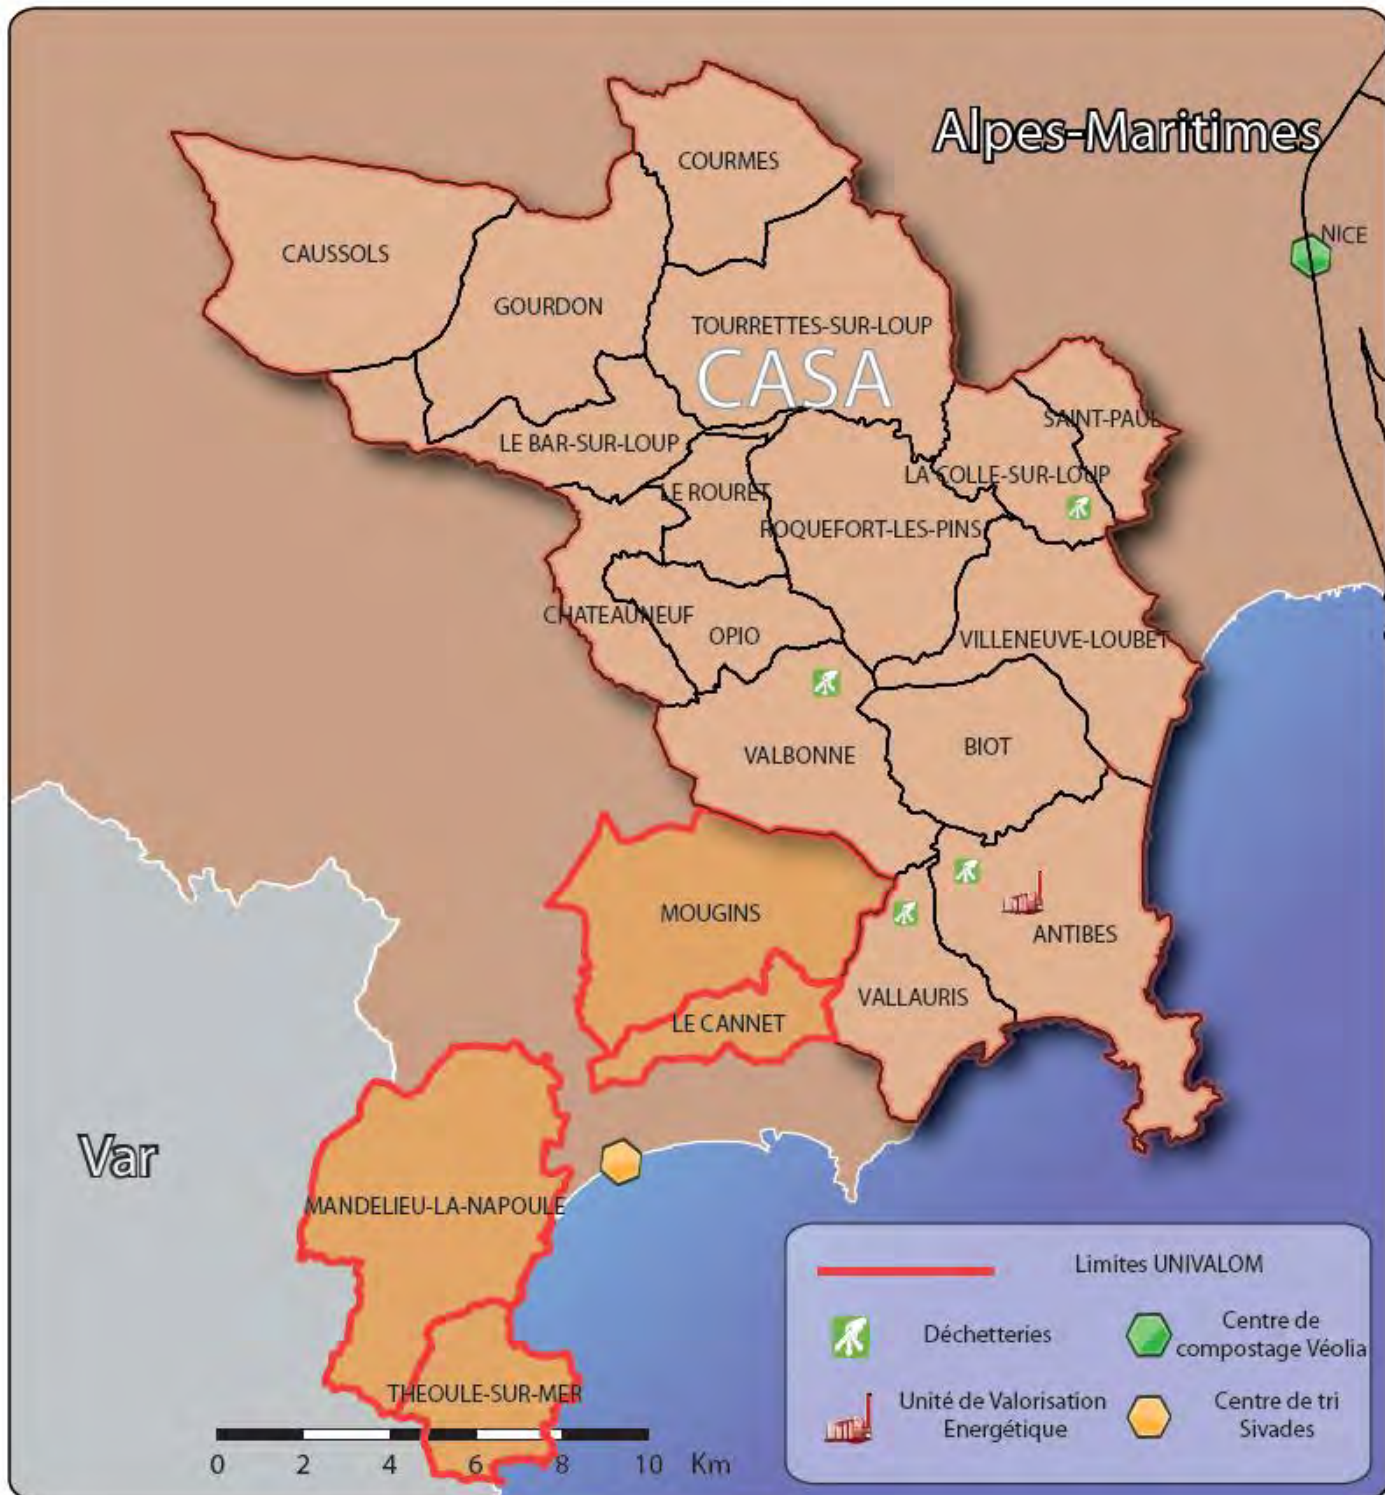 Alpes-Maritimes
COURMES
NICE
CAUSSOLS
GOURDON
TOURRETTES-SUR-LOUP
CASA
SAINT-PAUL
LE BAR-SUR-LOUP
LA COLLE-SUR-LOUP
LE ROURET
ROQUEFORT-LES-PINS
CHATEAUNEUF
OPIO
VILLENEUVE-LOUBET
VALBONNE
BIOT
MOUGINS
ANTIBES
VALLAURIS
LE CANNET
Var
MANDELIEU-LA-NAPOULE
THEOULE-SUR-MER
0 2 4 6 8 10 Km
Limites UNIVALOM
Déchetteries
Centre de
compostage Véolia
Unité de Valorisation
Energétique
Centre de tri
Sivades